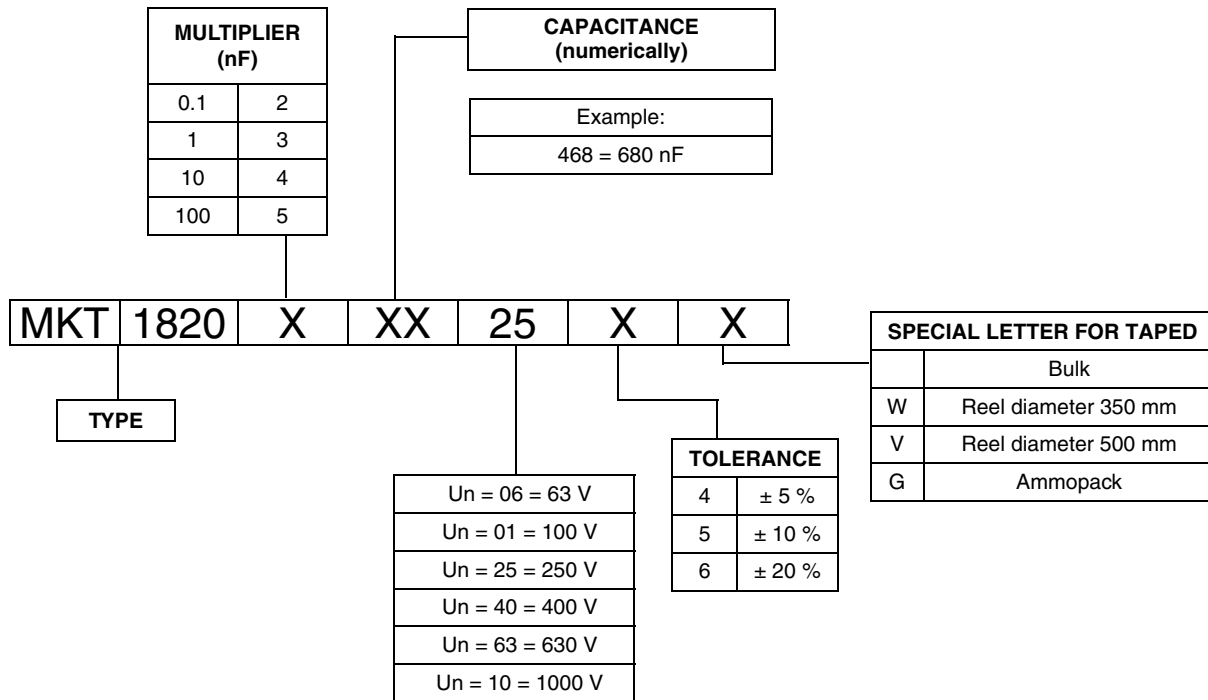 MULTIPLIER
(nF)
0.1 2
1 3
10 4
100 5
CAPACITANCE
(numerically)
Example:
468 = 680 nF
MKT 1820 X XX 25 X X
TYPE
Un = 06 = 63 V
Un = 01 = 100 V
Un = 25 = 250 V
Un = 40 = 400 V
Un = 63 = 630 V
Un = 10 = 1000 V
TOLERANCE
4 ± 5 %
5 ± 10 %
6 ± 20 %
SPECIAL LETTER FOR TAPED
Bulk
W Reel diameter 350 mm
V Reel diameter 500 mm
G Ammopack